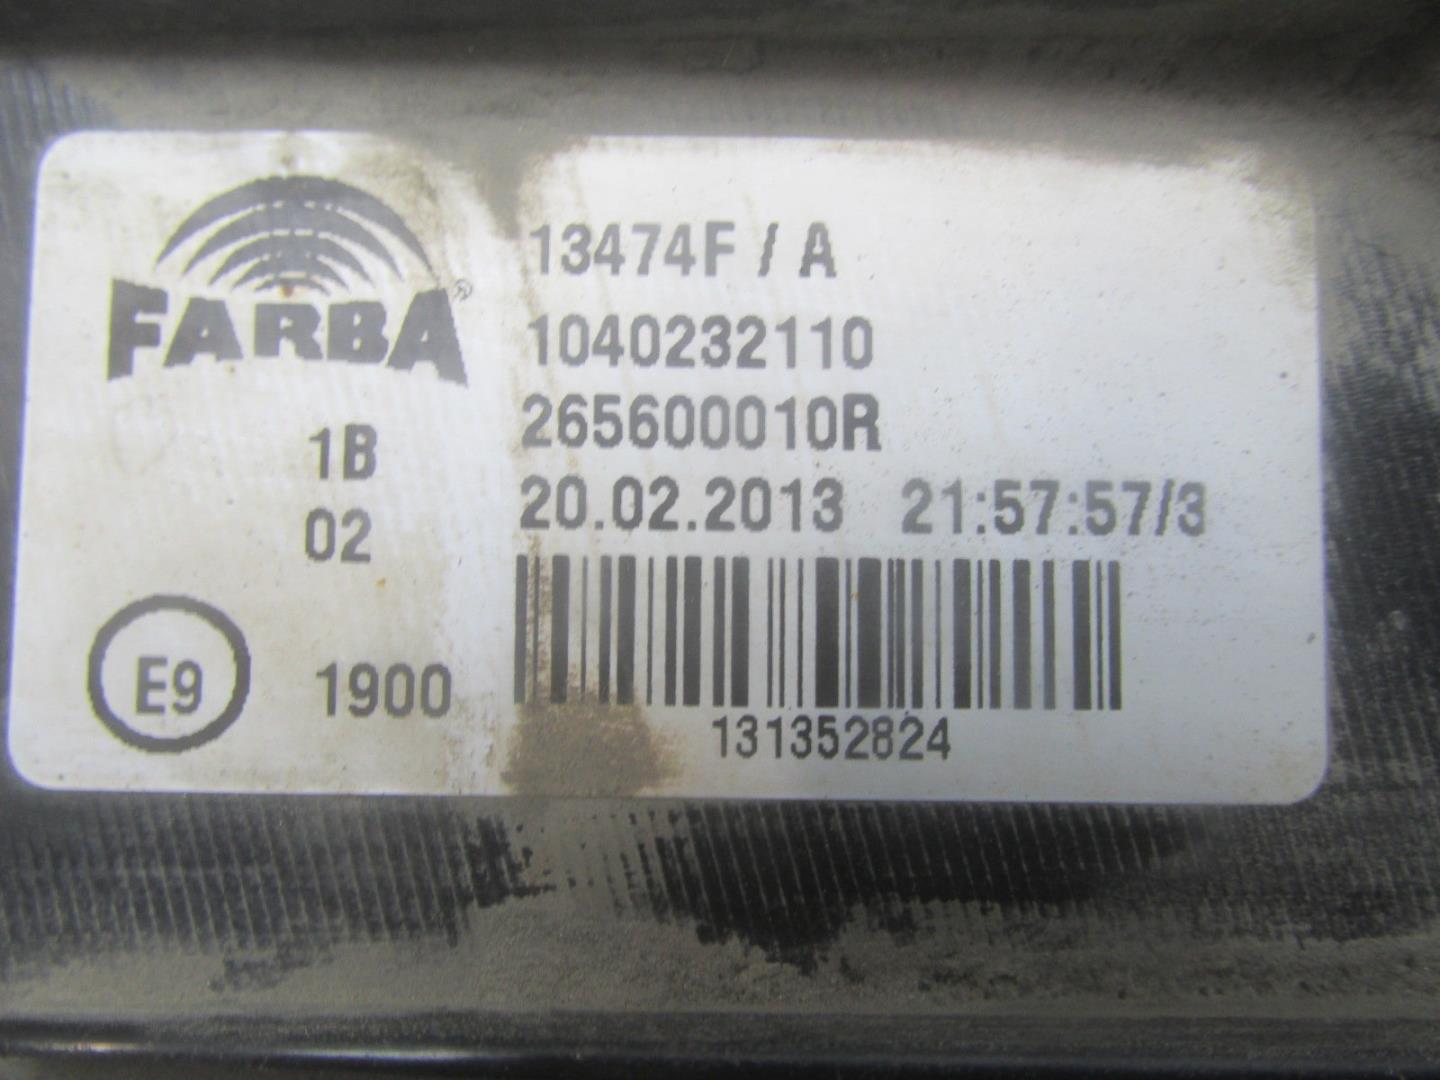 FARBA®
13474F / A
1040232110
265600010R
1B
02
20.02.2013 21:57:57/3
E9
1900
131352824